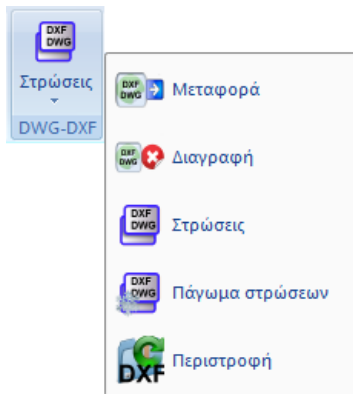 DXF
DWG
Στρώσεις
DWG-DXF
DXF
DWG
Μεταφορά
DXF
DWG
Διαγραφή
DXF
DWG
Στρώσεις
DXF
DWG
Πάγωμα στρώσεων
DXF
Περιστροφή